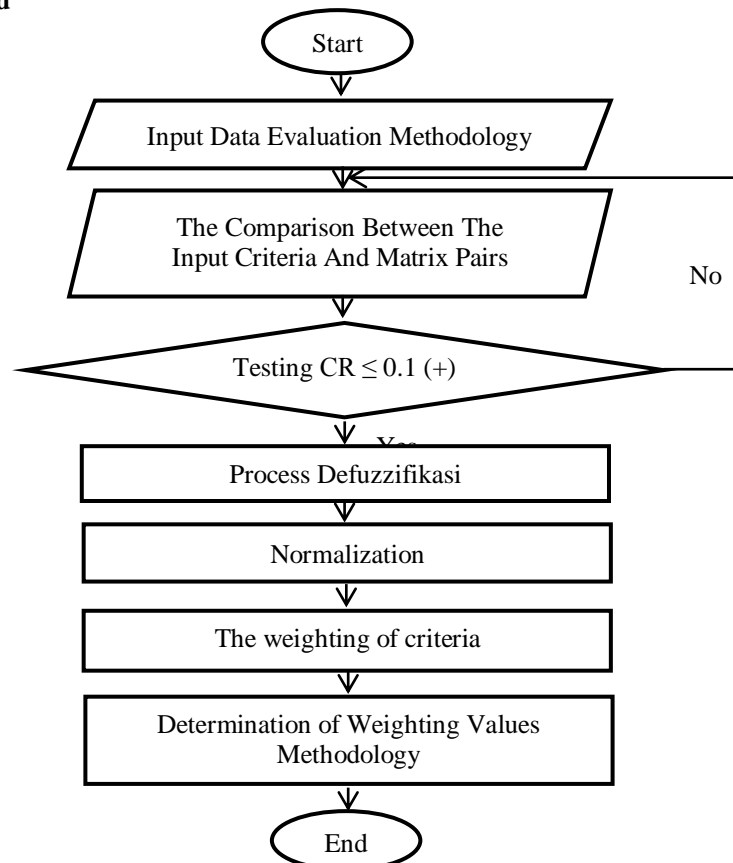 Start
Input Data Evaluation Methodology
The Comparison Between The
Input Criteria And Matrix Pairs
No
Testing CR ≤ 0.1 (+)
Yes
Process Defuzzifikasi
Normalization
The weighting of criteria
Determination of Weighting Values
Methodology
End